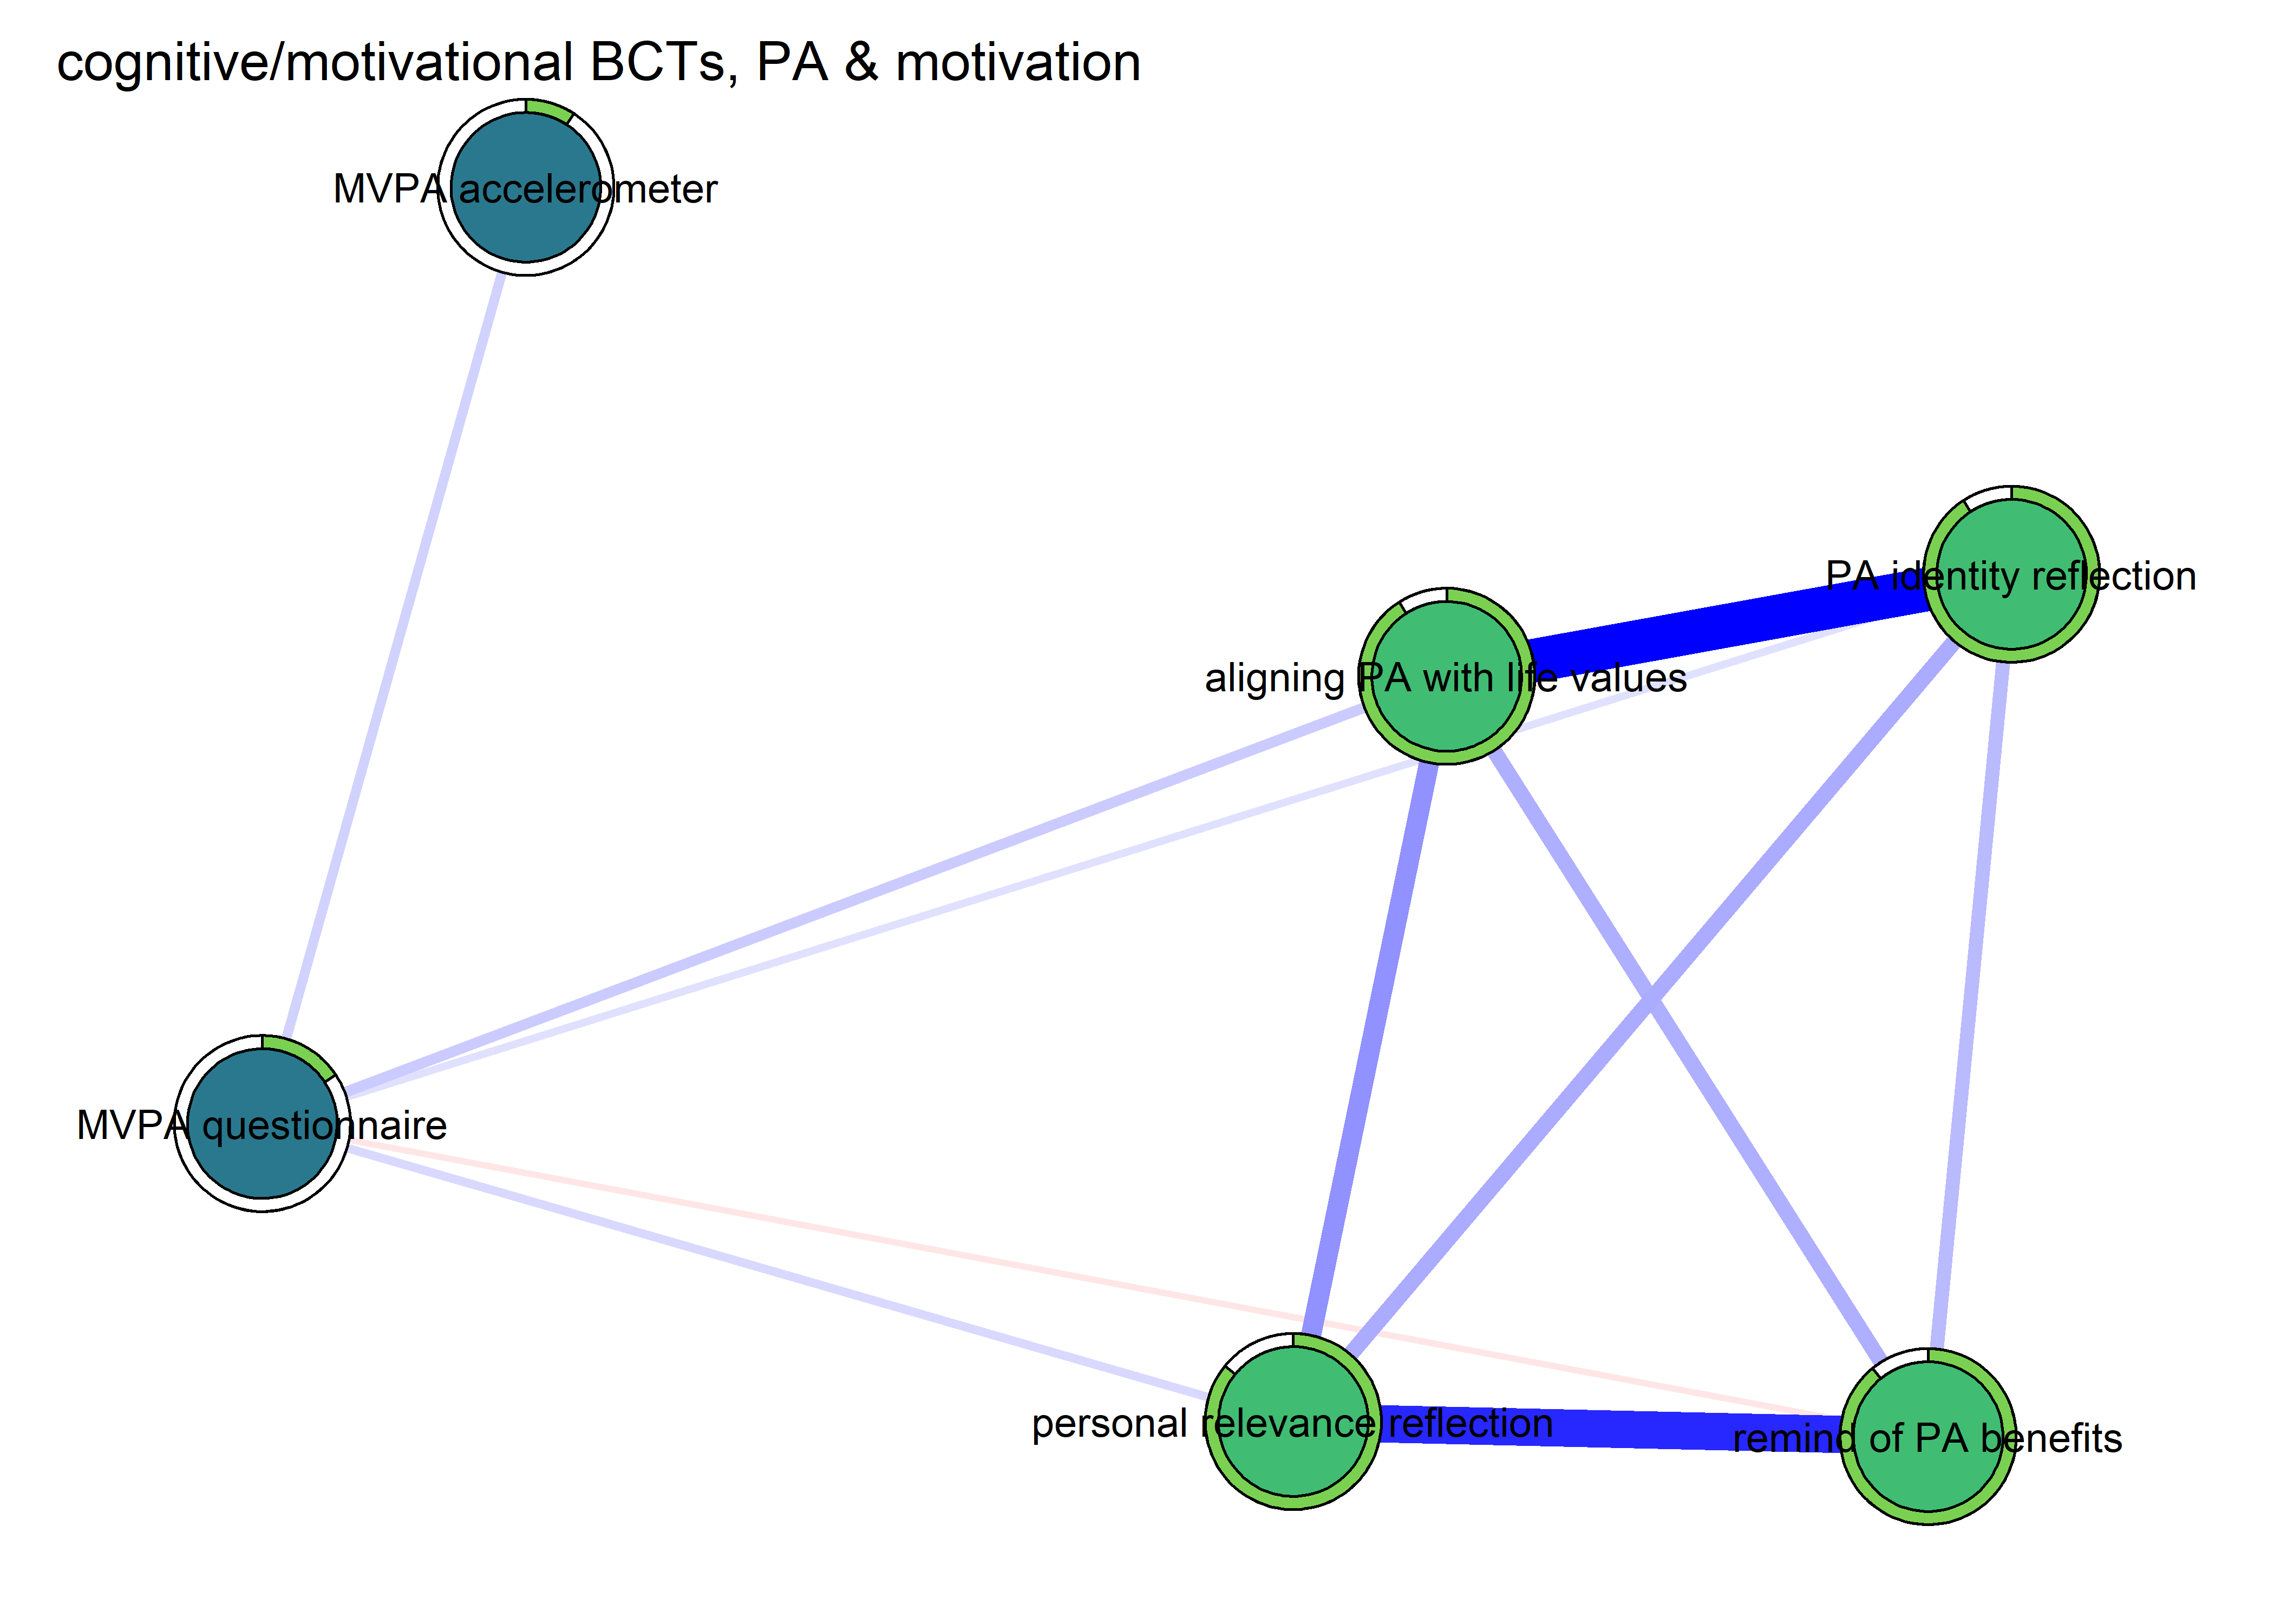 cognitive/motivational BCTs, PA & motivation
MVPA accelerometer
PA identity reflection
aligning PA with life values
MVPA questionnaire
personal relevance reflection
remind of PA benefits